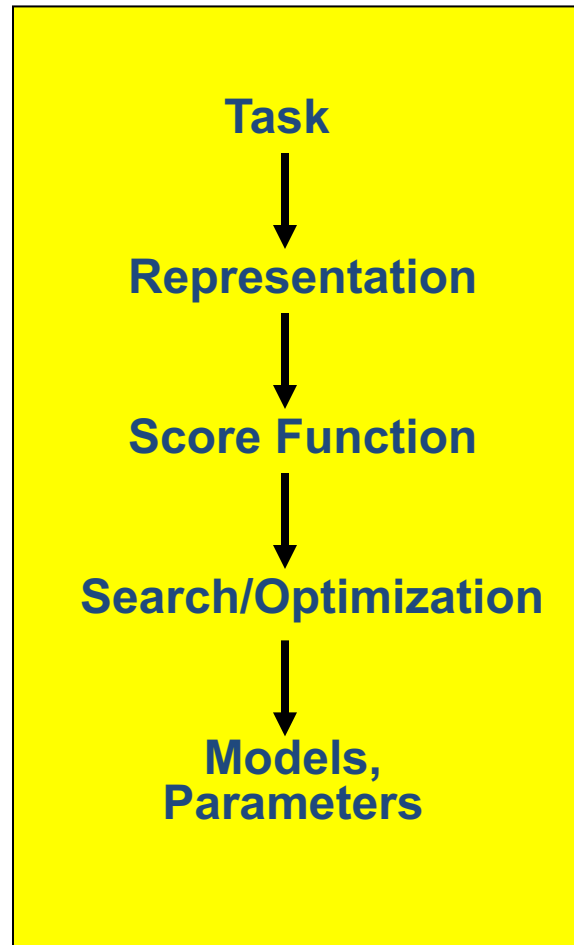 Task
Representation
Score Function
Search/Optimization
Models,
Parameters